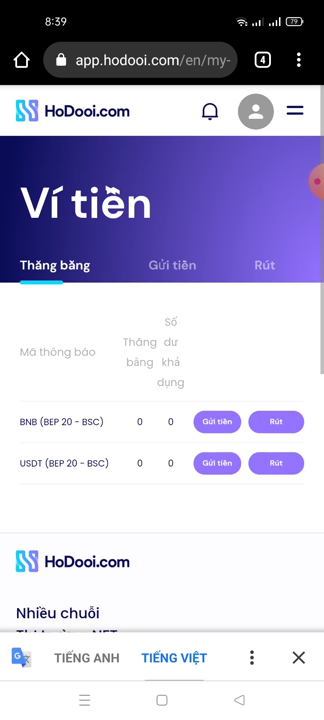 8:39
79
app.hodooi.com/en/my-
4
HoDooi.com
Ví tiền
Thăng bằng
Gửi tiền
Rút
Mã thông báo
Thăng bằng
Số dư khả dụng
BNB (BEP 20 - BSC) 0 0 Gửi tiền Rút
USDT (BEP 20 - BSC) 0 0 Gửi tiền Rút
HoDooi.com
Nhiều chuỗi
TIẾNG ANH TIẾNG VIỆT